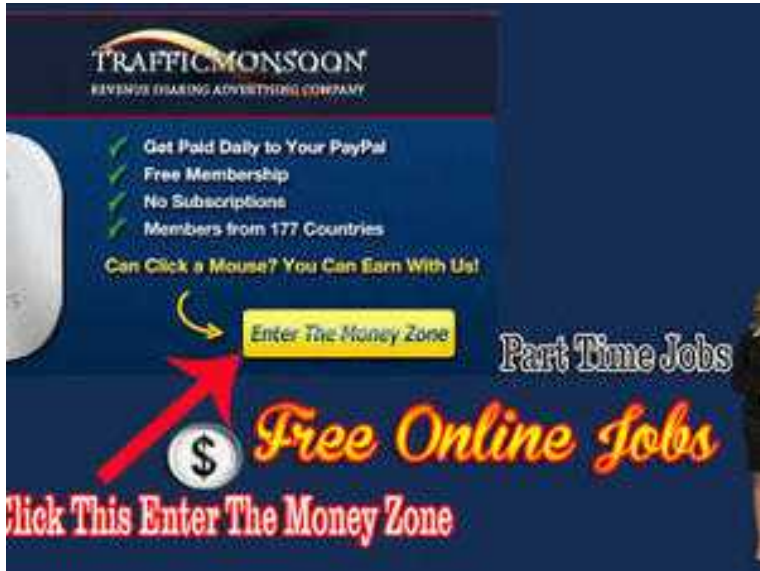 TRAFFICMONSOON
REVENUE SHARING ADVERTISING COMPANY
Get Paid Daily to Your PayPal
Free Membership
No Subscriptions
Members from 177 Countries
Can Click a Mouse? You Can Earn With Us!
Enter The Money Zone
Part Time Jobs
$
Free Online Jobs
Click This Enter The Money Zone